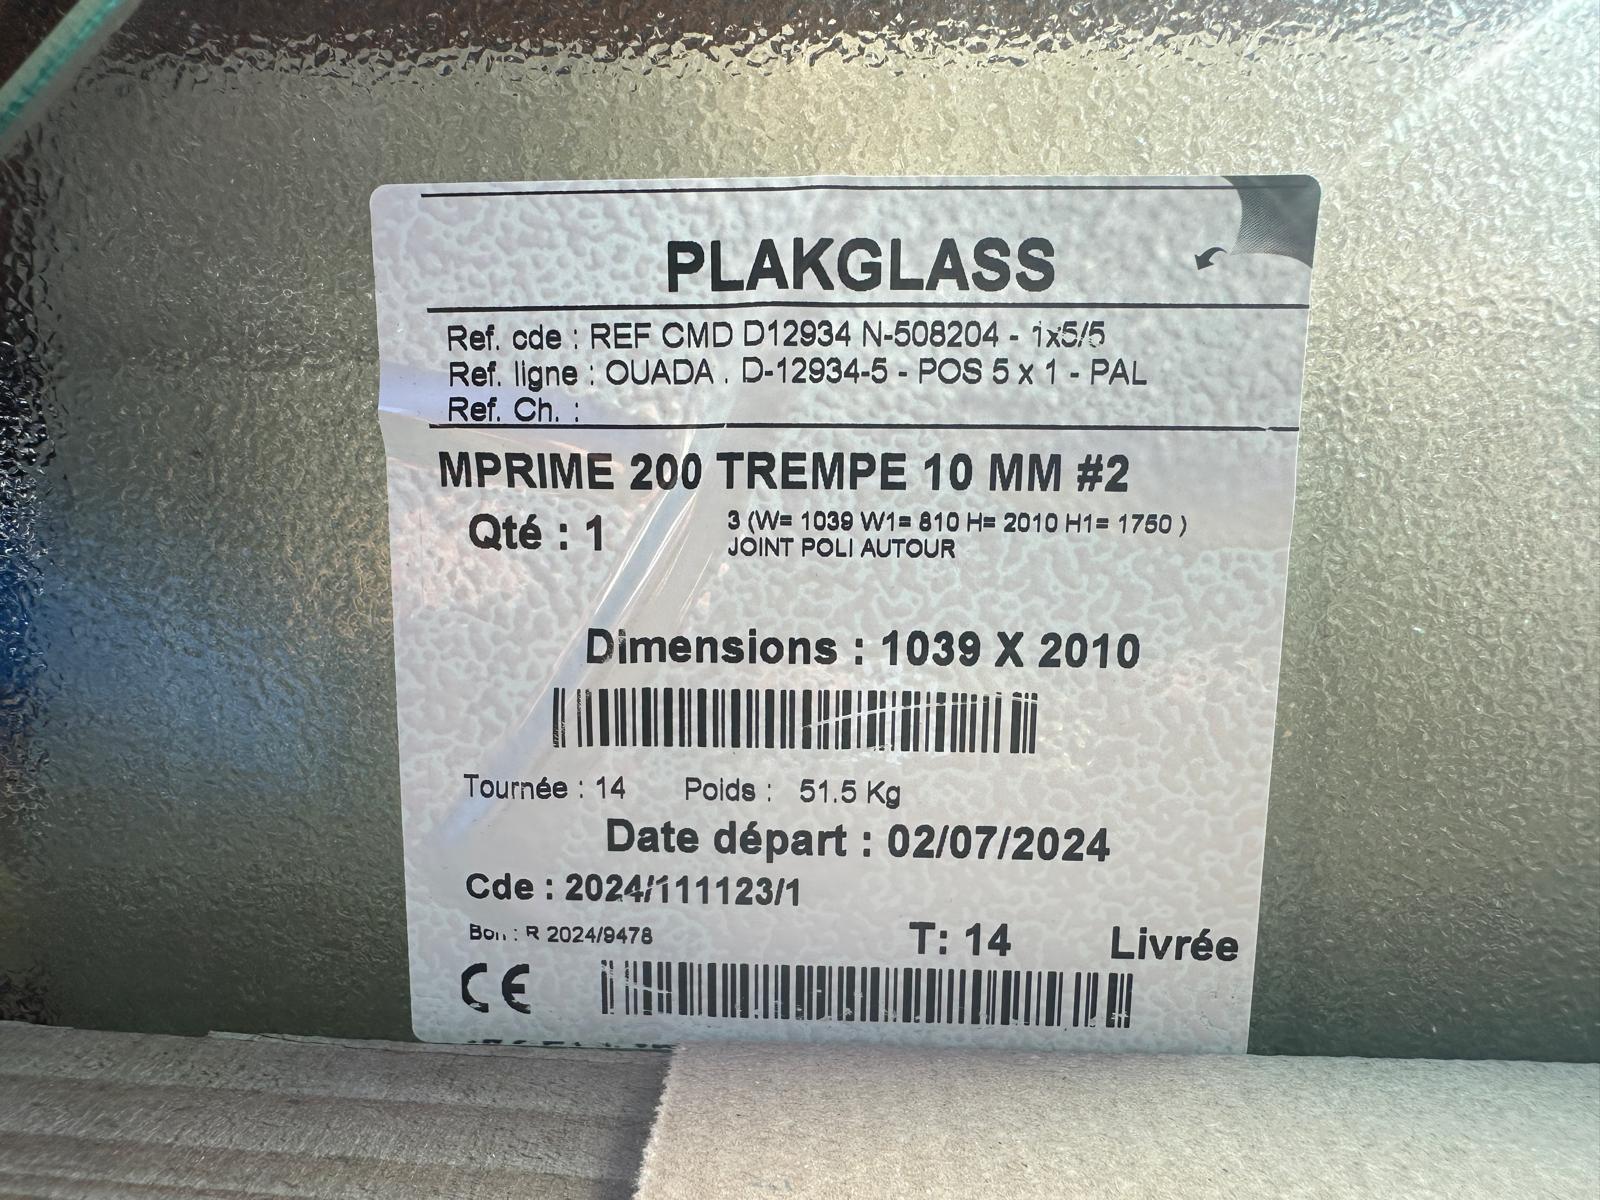 PLAKGLASS
Ref. cde : REF CMD D12934 N-508204 - 1x5/5
Ref. ligne : OUADA . D-12934-5 - POS 5 x 1 - PAL
Ref. Ch. :
MPRIME 200 TREMPE 10 MM #2
Qté : 1
3 (W= 1039 W1= 810 H= 2010 H1= 1750 )
JOINT POLI AUTOUR
Dimensions : 1039 X 2010
Tournée : 14 Poids : 51.5 Kg
Date départ : 02/07/2024
Cde : 2024/111123/1
Bon : R 2024/9478
T: 14 Livrée
CE